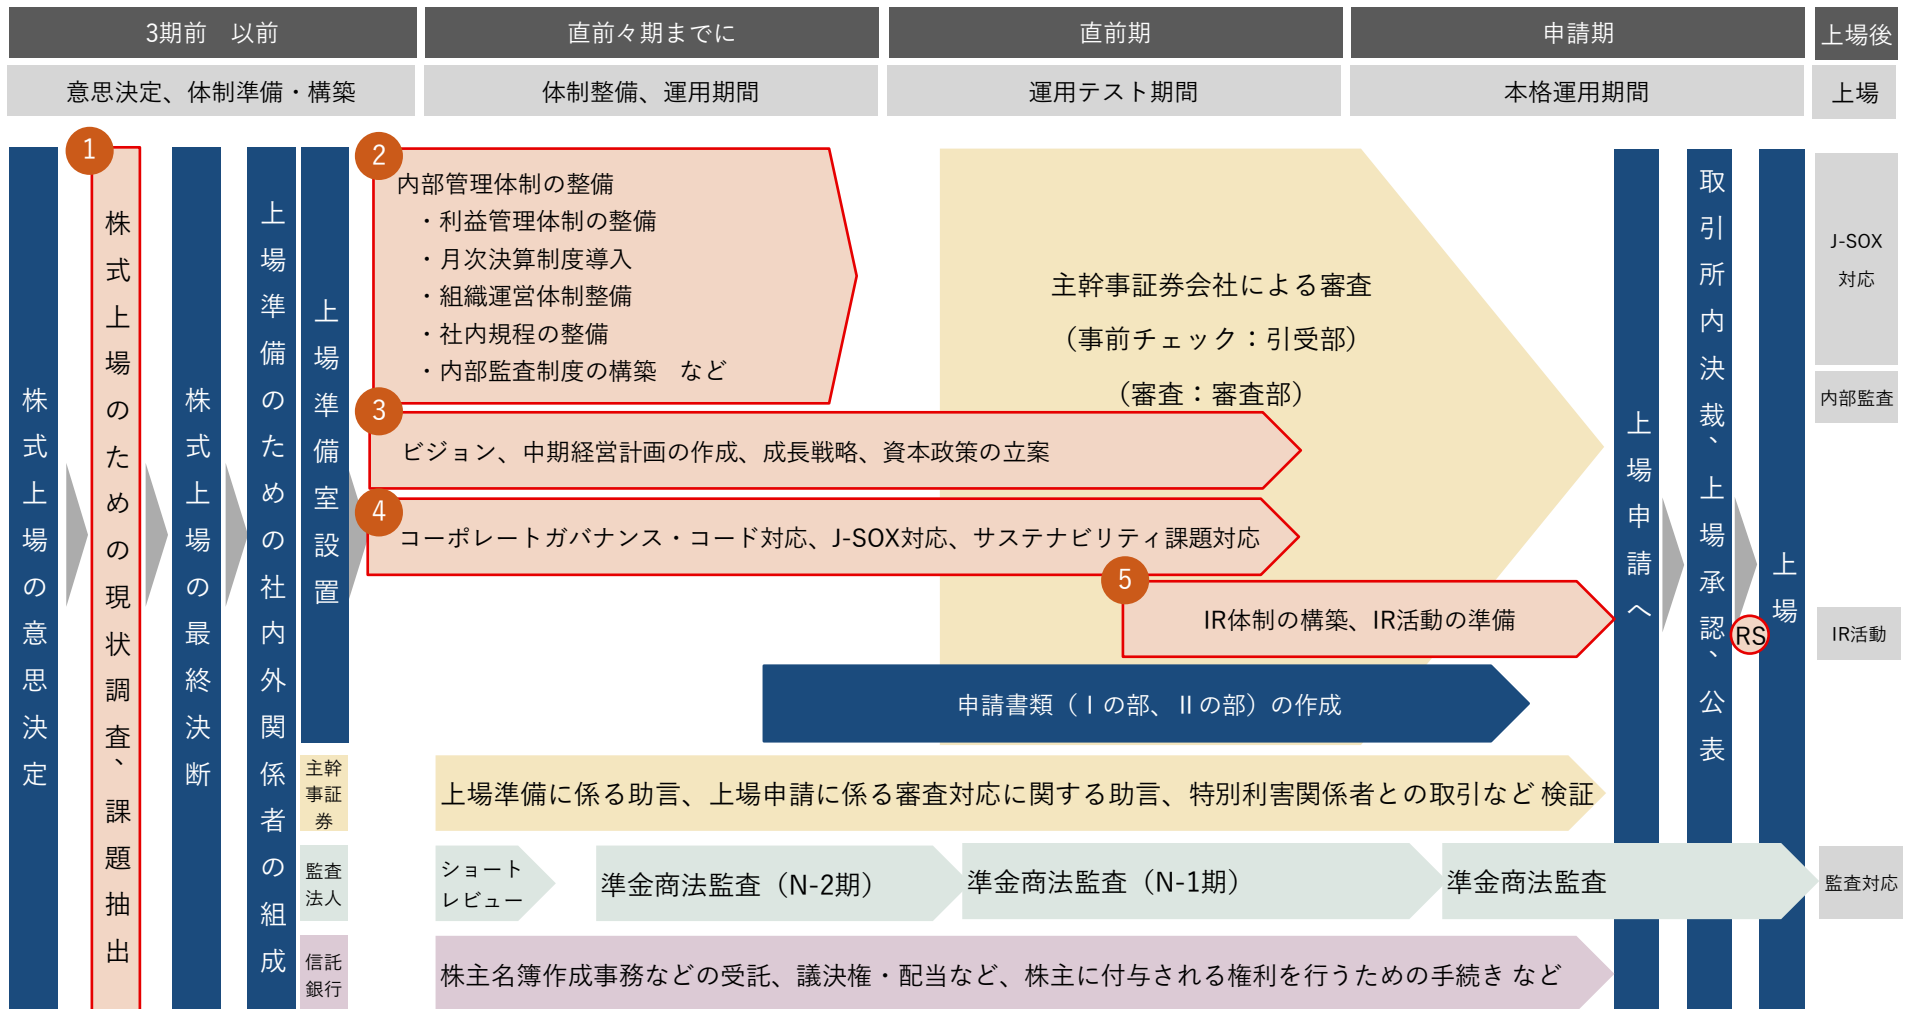 3期前　以前
直前々期までに
直前期
申請期
上場後
意思決定、体制準備・構築
体制整備、運用期間
運用テスト期間
本格運用期間
上場
株式上場の意思決定
1
株式上場のための現状調査、課題抽出
株式上場の最終決断
上場準備のための社内外関係者の組成
上場準備室設置
2
内部管理体制の整備
・利益管理体制の整備
・月次決算制度導入
・組織運営体制整備
・社内規程の整備
・内部監査制度の構築　など
主幹事証券会社による審査
（事前チェック：引受部）
（審査：審査部）
3
ビジョン、中期経営計画の作成、成長戦略、資本政策の立案
4
コーポレートガバナンス・コード対応、J-SOX対応、サステナビリティ課題対応
5
IR体制の構築、IR活動の準備
申請書類（Ⅰの部、Ⅱの部）の作成
主幹
事証
券
上場準備に係る助言、上場申請に係る審査対応に関する助言、特別利害関係者との取引など 検証
監査
法人
ショート
レビュー
準金商法監査（N-2期）
準金商法監査（N-1期）
準金商法監査
信託
銀行
株主名簿作成事務などの受託、議決権・配当など、株主に付与される権利を行うための手続き など
上場申請へ
取引所内決裁、上場承認、公表
RS
上場
J-SOX
対応
内部監査
IR活動
監査対応